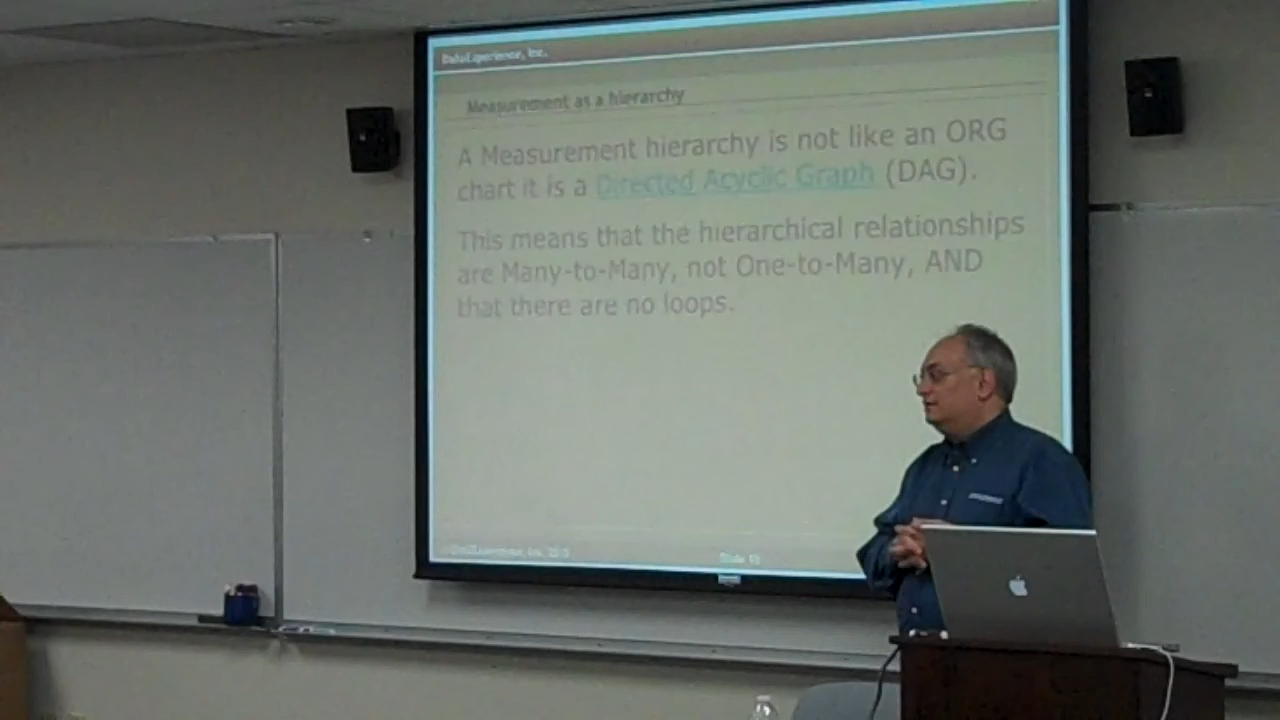 DataExperience, Inc.
Measurement as a hierarchy
A Measurement hierarchy is not like an ORG
chart it is a Directed Acyclic Graph (DAG).
This means that the hierarchical relationships
are Many-to-Many, not One-to-Many, AND
that there are no loops.
Slide